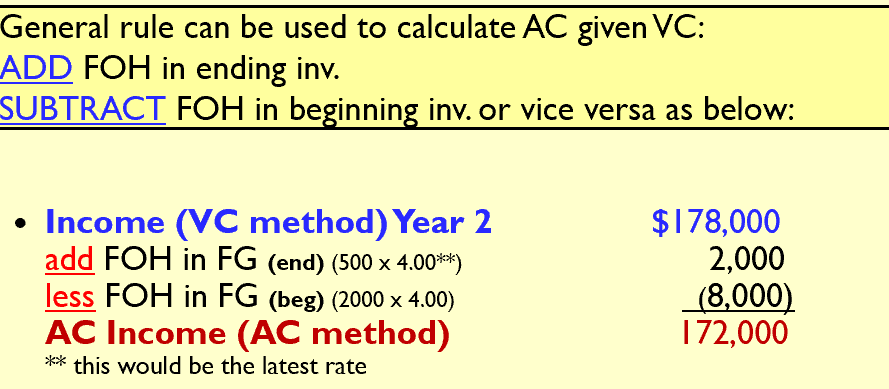 General rule can be used to calculate AC given VC:
ADD FOH in ending inv.
SUBTRACT FOH in beginning inv. or vice versa as below:
• Income (VC method) Year 2 $178,000
add FOH in FG (end) (500 x 4.00**) 2,000
less FOH in FG (beg) (2000 x 4.00) (8,000)
AC Income (AC method) 172,000
** this would be the latest rate